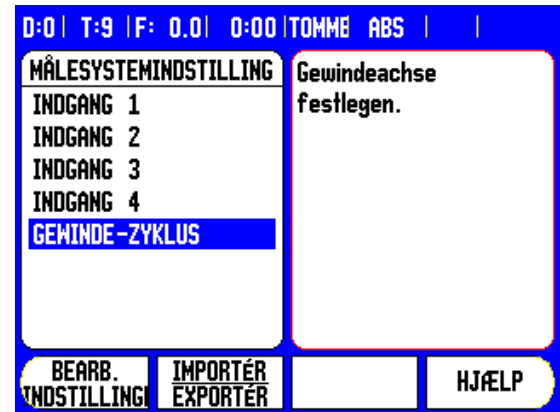 D:0 T:9 F: 0.0 0:00 TOMME ABS
MÅLESYSTEMINDSTILLING
INDGANG 1
INDGANG 2
INDGANG 3
INDGANG 4
GEWINDE-ZYKLUS
Gewindeachse
festlegen.
BEARB.
INDSTILLING
IMPORTÉR
EXPORTÉR
HJÆLP